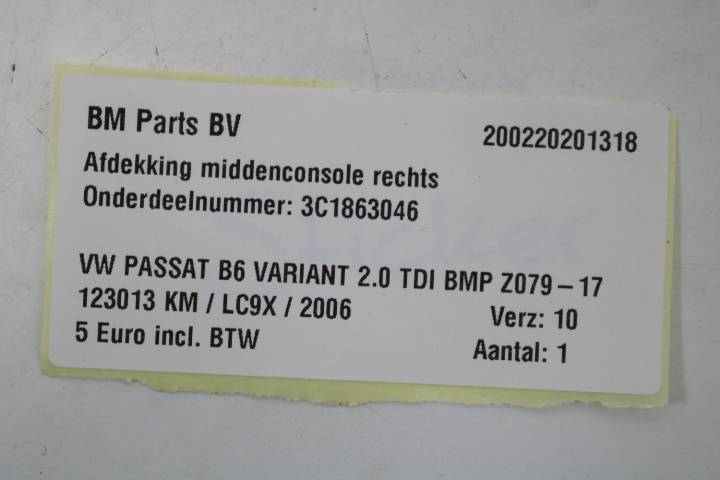 BM Parts BV 200220201318
Afdekking middenconsole rechts
Onderdeelnummer: 3C1863046
VW PASSAT B6 VARIANT 2.0 TDI BMP Z079-17
123013 KM / LC9X / 2006 Verz: 10
5 Euro incl. BTW Aantal: 1